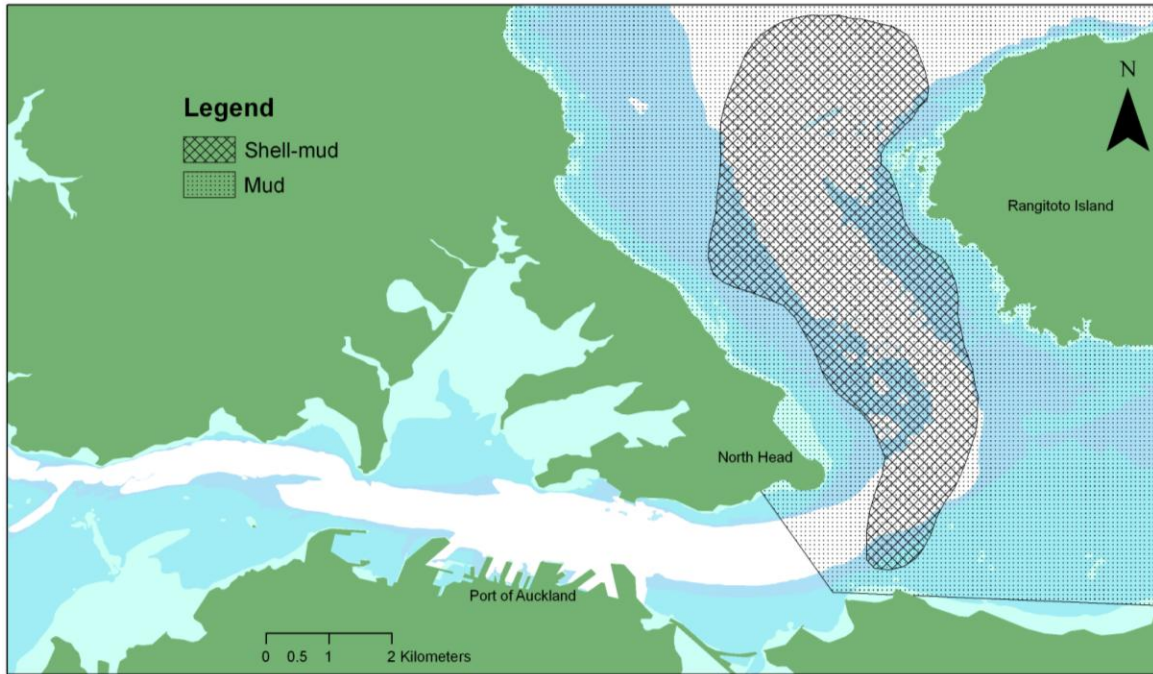 Legend
Shell-mud
Mud
N
Rangitoto Island
North Head
Port of Auckland
0 0.5 1 2 Kilometers